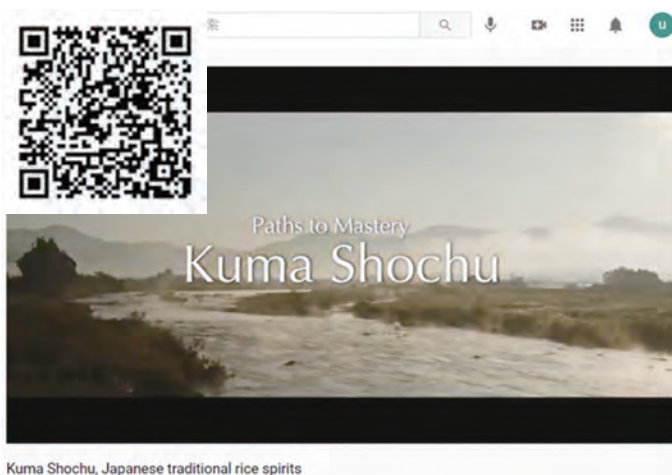 索
u
Paths to Mastery
Kuma Shochu
Kuma Shochu, Japanese traditional rice spirits